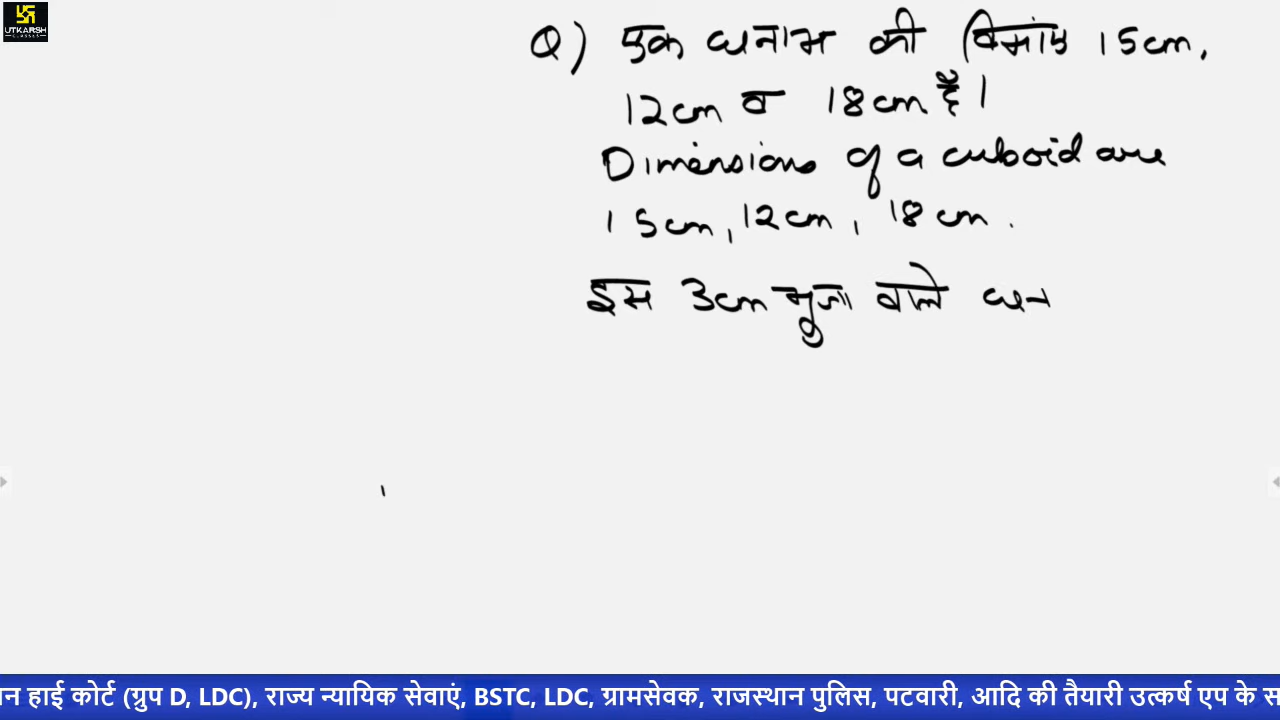 UTKARSH
CLASSES
Q) एक घनाभ की विमांए 15cm,
12cm व 18cm हैं।
Dimensions of a cuboid are
15cm, 12cm, 18cm.
इस 3cm भुजा वाले घन
ान हाई कोर्ट (ग्रुप D, LDC), राज्य न्यायिक सेवाएं, BSTC, LDC, ग्रामसेवक, राजस्थान पुलिस, पटवारी, आदि की तैयारी उत्कर्ष एप के स